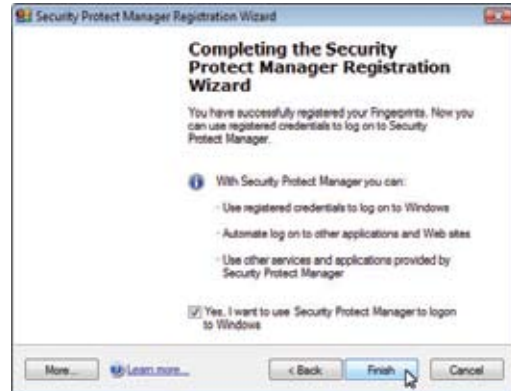 Security Protect Manager Registration Wizard
Completing the Security
Protect Manager Registration
Wizard
You have successfully registered your Fingerprints. Now you
can use registered credentials to log on to Security
Protect Manager.
With Security Protect Manager you can:
· Use registered credentials to log on to Windows
· Automate log on to other applications and Web sites
· Use other services and applications provided by
Security Protect Manager
Yes, I want to use Security Protect Manager to logon
to Windows
More... Learn more... < Back Finish Cancel